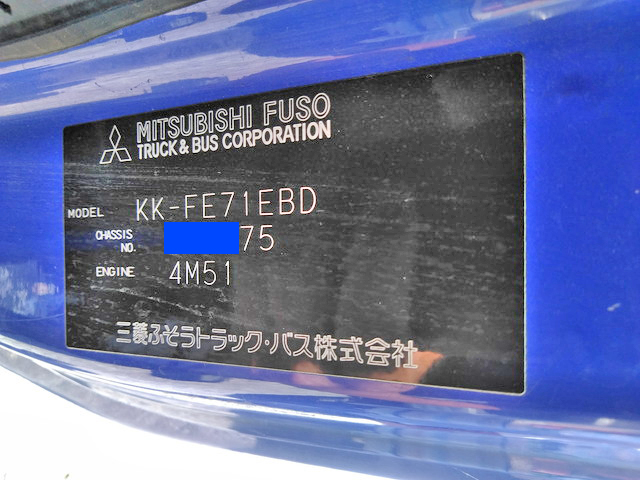 MITSUBISHI FUSO
TRUCK & BUS CORPORATION
MODEL KK-FE71EBD
CHASSIS NO. 75
ENGINE 4M51
三菱ふそうトラック・バス株式会社